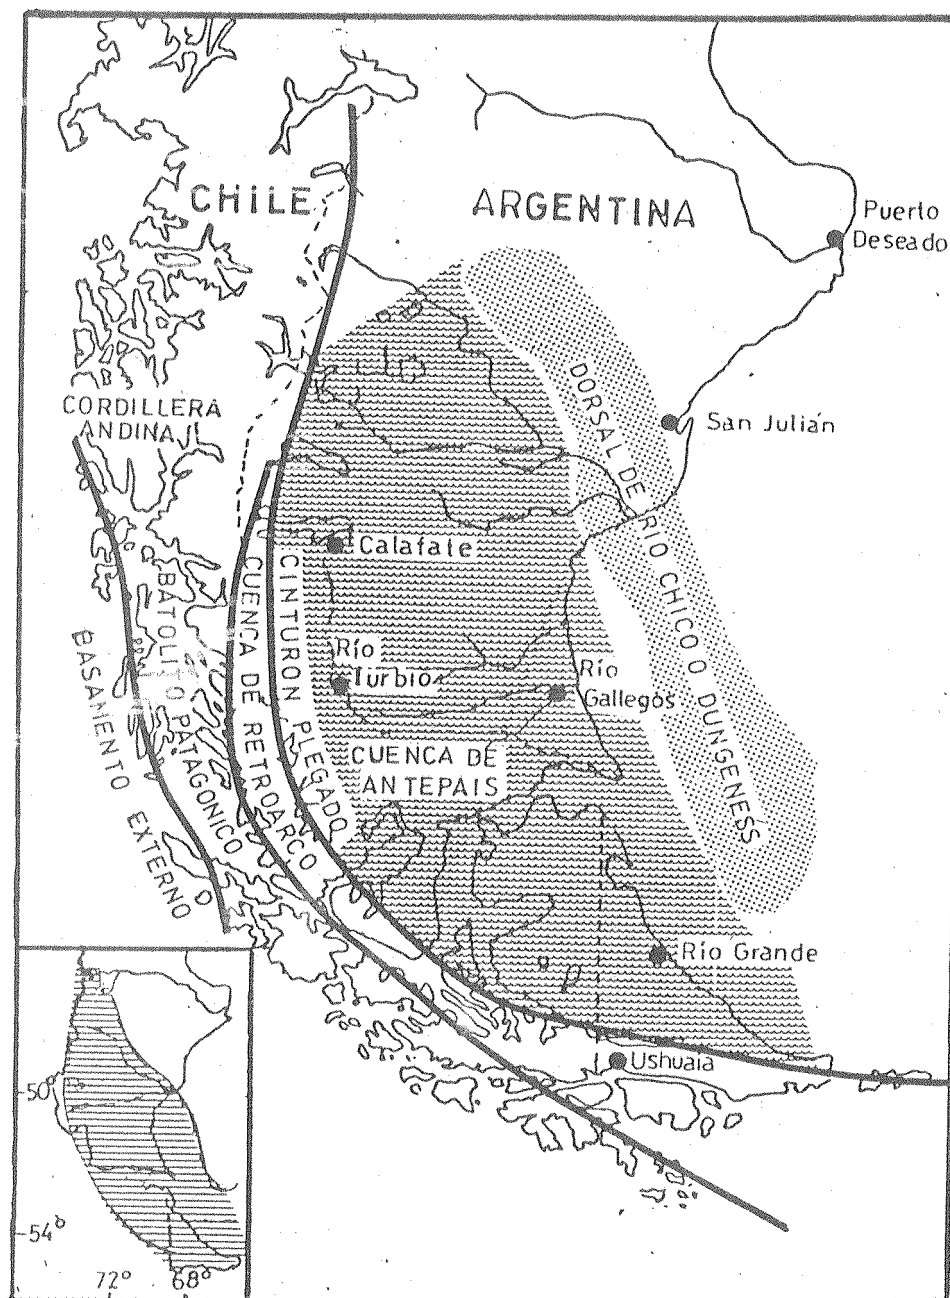 CHILE
ARGENTINA
Puerto
Deseado
DORSAL DE RIO CHICO O DUNGENESS
CORDILLERA
ANDINA
San Julián
Calafate
CINTURON PLEGADO
CUENCA DE RETROARCO
BATOLITO PATAGONICO
BASAMENTO EXTERNO
Río
Turbio
Río
Gallegos
CUENCA DE
ANTEPAIS
Río Grande
Ushuaia
-50°
-54°
72° 68°